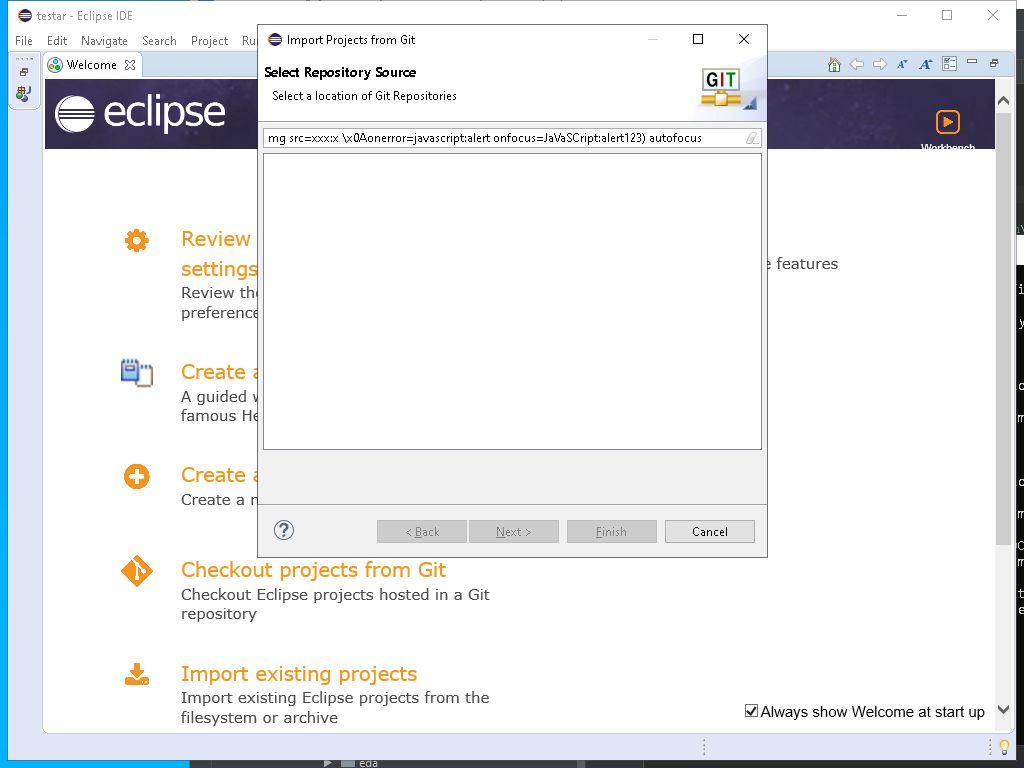 testar - Eclipse IDE
File Edit Navigate Search Project
Import Projects from Git
Welcome
Select Repository Source
Select a location of Git Repositories
GIT
eclipse
Workbench
mg src=xxx:x \x0Aonerror=javascript:alert onfocus=JaVaSCript:alert123) autofocus
Review
settings
Review the
preference
features
Create a
A guided w
famous He
Create a
Create a n
< Back Next > Finish Cancel
Checkout projects from Git
Checkout Eclipse projects hosted in a Git
repository
Import existing projects
Import existing Eclipse projects from the
filesystem or archive
Always show Welcome at start up
eda